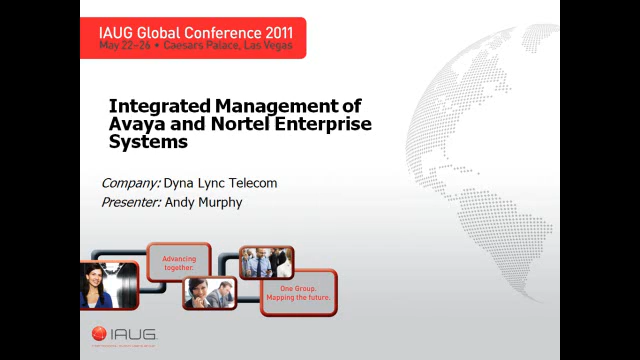 IAUG Global Conference 2011
May 22–26 • Caesars Palace, Las Vegas
Integrated Management of
Avaya and Nortel Enterprise
Systems
Company: Dyna Lync Telecom
Presenter: Andy Murphy
Advancing
together.
One Group.
Mapping the future.
IAUG